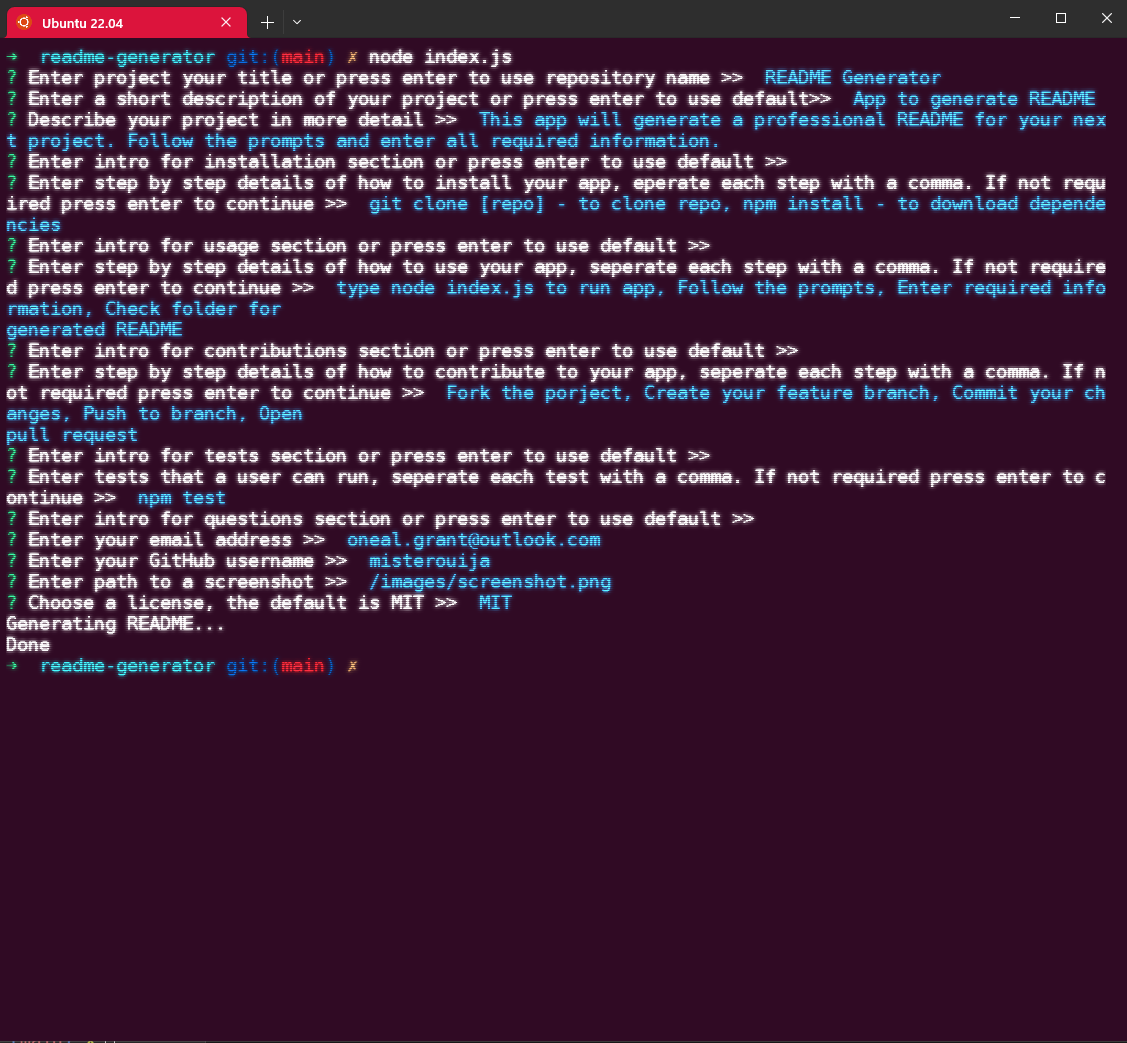 Ubuntu 22.04
→ readme-generator git:(main) ✗ node index.js
? Enter project your title or press enter to use repository name >> README Generator
? Enter a short description of your project or press enter to use default>> App to generate README
? Describe your project in more detail >> This app will generate a professional README for your nex
t project. Follow the prompts and enter all required information.
? Enter intro for installation section or press enter to use default >>
? Enter step by step details of how to install your app, eperate each step with a comma. If not requ
ired press enter to continue >> git clone [repo] - to clone repo, npm install - to download depende
ncies
? Enter intro for usage section or press enter to use default >>
? Enter step by step details of how to use your app, seperate each step with a comma. If not require
d press enter to continue >> type node index.js to run app, Follow the prompts, Enter required info
rmation, Check folder for
generated README
? Enter intro for contributions section or press enter to use default >>
? Enter step by step details of how to contribute to your app, seperate each step with a comma. If n
ot required press enter to continue >> Fork the porject, Create your feature branch, Commit your ch
anges, Push to branch, Open
pull request
? Enter intro for tests section or press enter to use default >>
? Enter tests that a user can run, seperate each test with a comma. If not required press enter to c
ontinue >> npm test
? Enter intro for questions section or press enter to use default >>
? Enter your email address >> oneal.grant@outlook.com
? Enter your GitHub username >> misterouija
? Enter path to a screenshot >> /images/screenshot.png
? Choose a license, the default is MIT >> MIT
Generating README...
Done
→ readme-generator git:(main) ✗